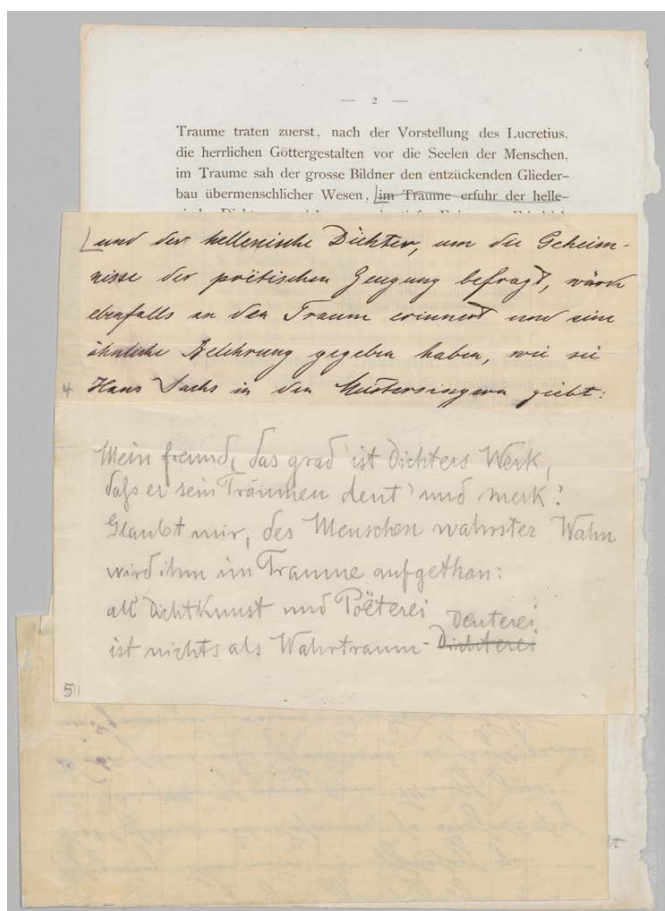 — 2 —
Traume traten zuerst, nach der Vorstellung des Lucretius,
die herrlichen Göttergestalten vor die Seelen der Menschen,
im Traume sah der grosse Bildner den entzückenden Glieder-
bau übermenschlicher Wesen, im Traume erfuhr der helle-
und der hellenische Dichter, um die Geheim-
nisse der poëtischen Zeugung befragt, würde
ebenfalls an den Traum erinnert und eine
ähnliche Belehrung gegeben haben, wie sie
4 Hans Sachs in den Meistersingern giebt:
Mein Freund, das grad' ist Dichters Werk,
daß er sein Träumen deut' und merk'.
Glaubt mir, des Menschen wahrster Wahn
wird ihm im Traume aufgethan:
all' Dichtkunst und Poëterei
Deuterei
ist nichts als Wahrtraum-Dichterei
5